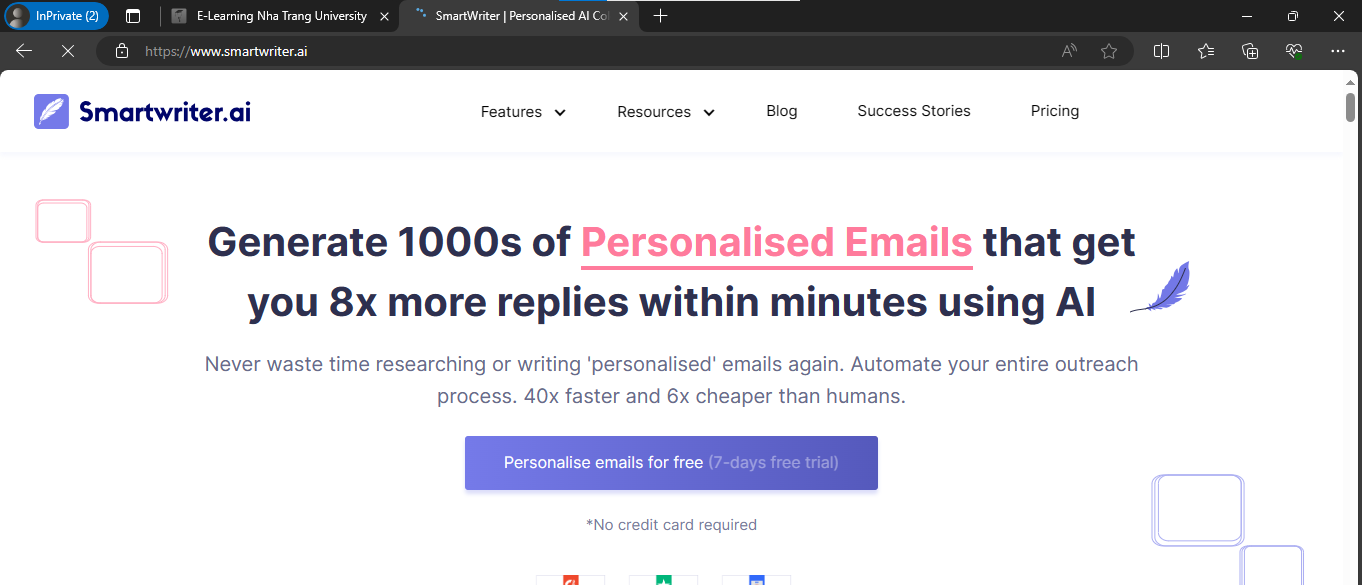 InPrivate (2)
E-Learning Nha Trang University
SmartWriter | Personalised AI Col
https://www.smartwriter.ai
Smartwriter.ai
Features
Resources
Blog
Success Stories
Pricing
Generate 1000s of Personalised Emails that get
you 8x more replies within minutes using AI
Never waste time researching or writing 'personalised' emails again. Automate your entire outreach
process. 40x faster and 6x cheaper than humans.
Personalise emails for free (7-days free trial)
*No credit card required